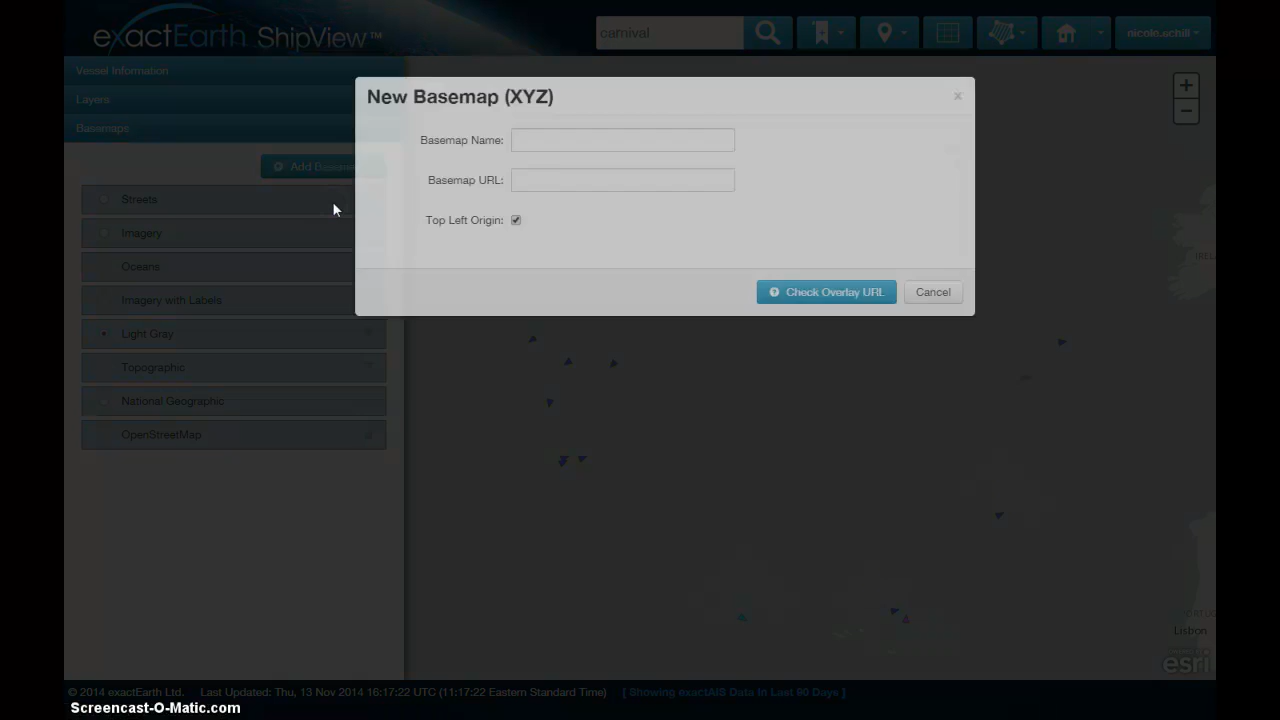 exactEarth ShipView™
carnival
nicole.schill
Vessel Information
Layers
Basemaps
Add Basemap
Streets
Imagery
Oceans
Imagery with Labels
Light Gray
Topographic
National Geographic
OpenStreetMap
New Basemap (XYZ)
x
Basemap Name:
Basemap URL:
Top Left Origin:
Check Overlay URL
Cancel
+
−
Lisbon
esri
© 2014 exactEarth Ltd. Last Updated: Thu, 13 Nov 2014 16:17:22 UTC (11:17:22 Eastern Standard Time) [ Showing exactAIS Data In Last 90 Days ]
Screencast-O-Matic.com